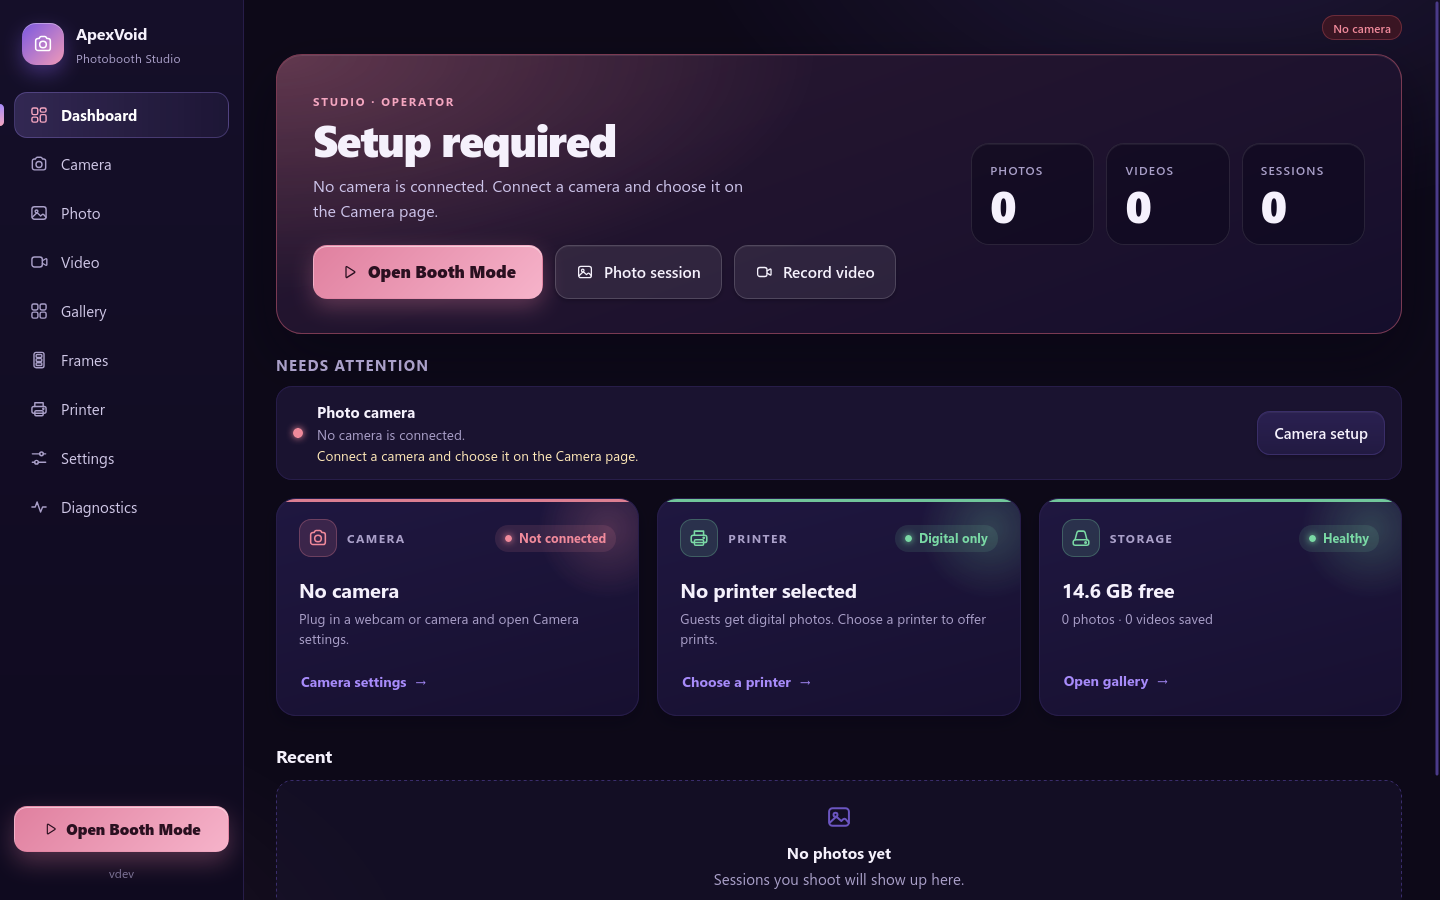 ApexVoid
Photobooth Studio
Dashboard
Camera
Photo
Video
Gallery
Frames
Printer
Settings
Diagnostics
Open Booth Mode
vdev
No camera
STUDIO · OPERATOR
Setup required
No camera is connected. Connect a camera and choose it on
the Camera page.
Open Booth Mode
Photo session
Record video
PHOTOS
0
VIDEOS
0
SESSIONS
0
NEEDS ATTENTION
Photo camera
No camera is connected.
Connect a camera and choose it on the Camera page.
Camera setup
CAMERA
Not connected
No camera
Plug in a webcam or camera and open Camera
settings.
Camera settings →
PRINTER
Digital only
No printer selected
Guests get digital photos. Choose a printer to offer
prints.
Choose a printer →
STORAGE
Healthy
14.6 GB free
0 photos · 0 videos saved
Open gallery →
Recent
No photos yet
Sessions you shoot will show up here.